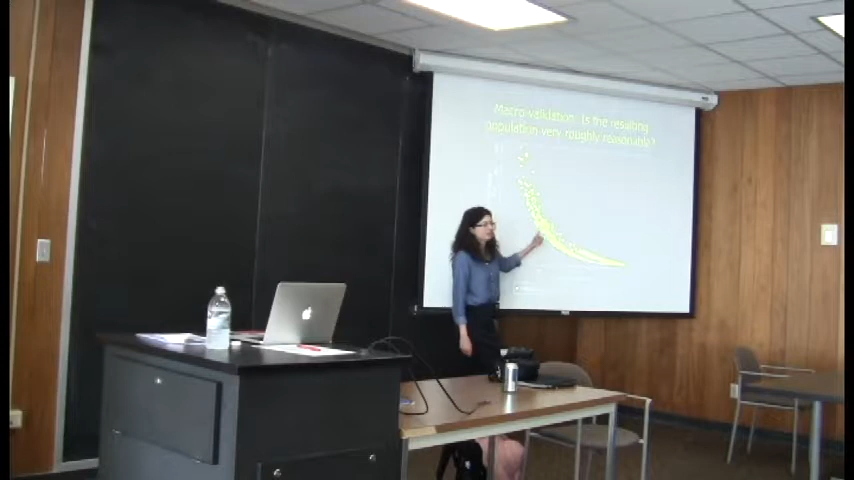 Macro validation: Is the resulting
population very roughly reasonable?